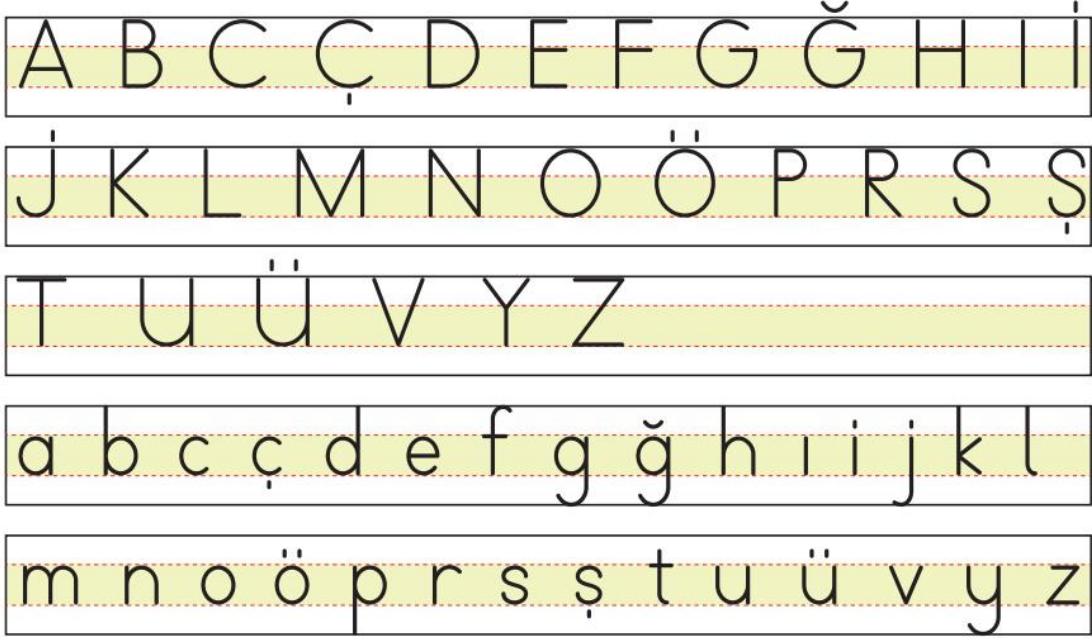 A B C Ç D E F G Ğ H I İ
J K L M N O Ö P R S Ş
T U Ü V Y Z
a b c ç d e f g ğ h ı i j k l
m n o ö p r s ş t u ü v y z